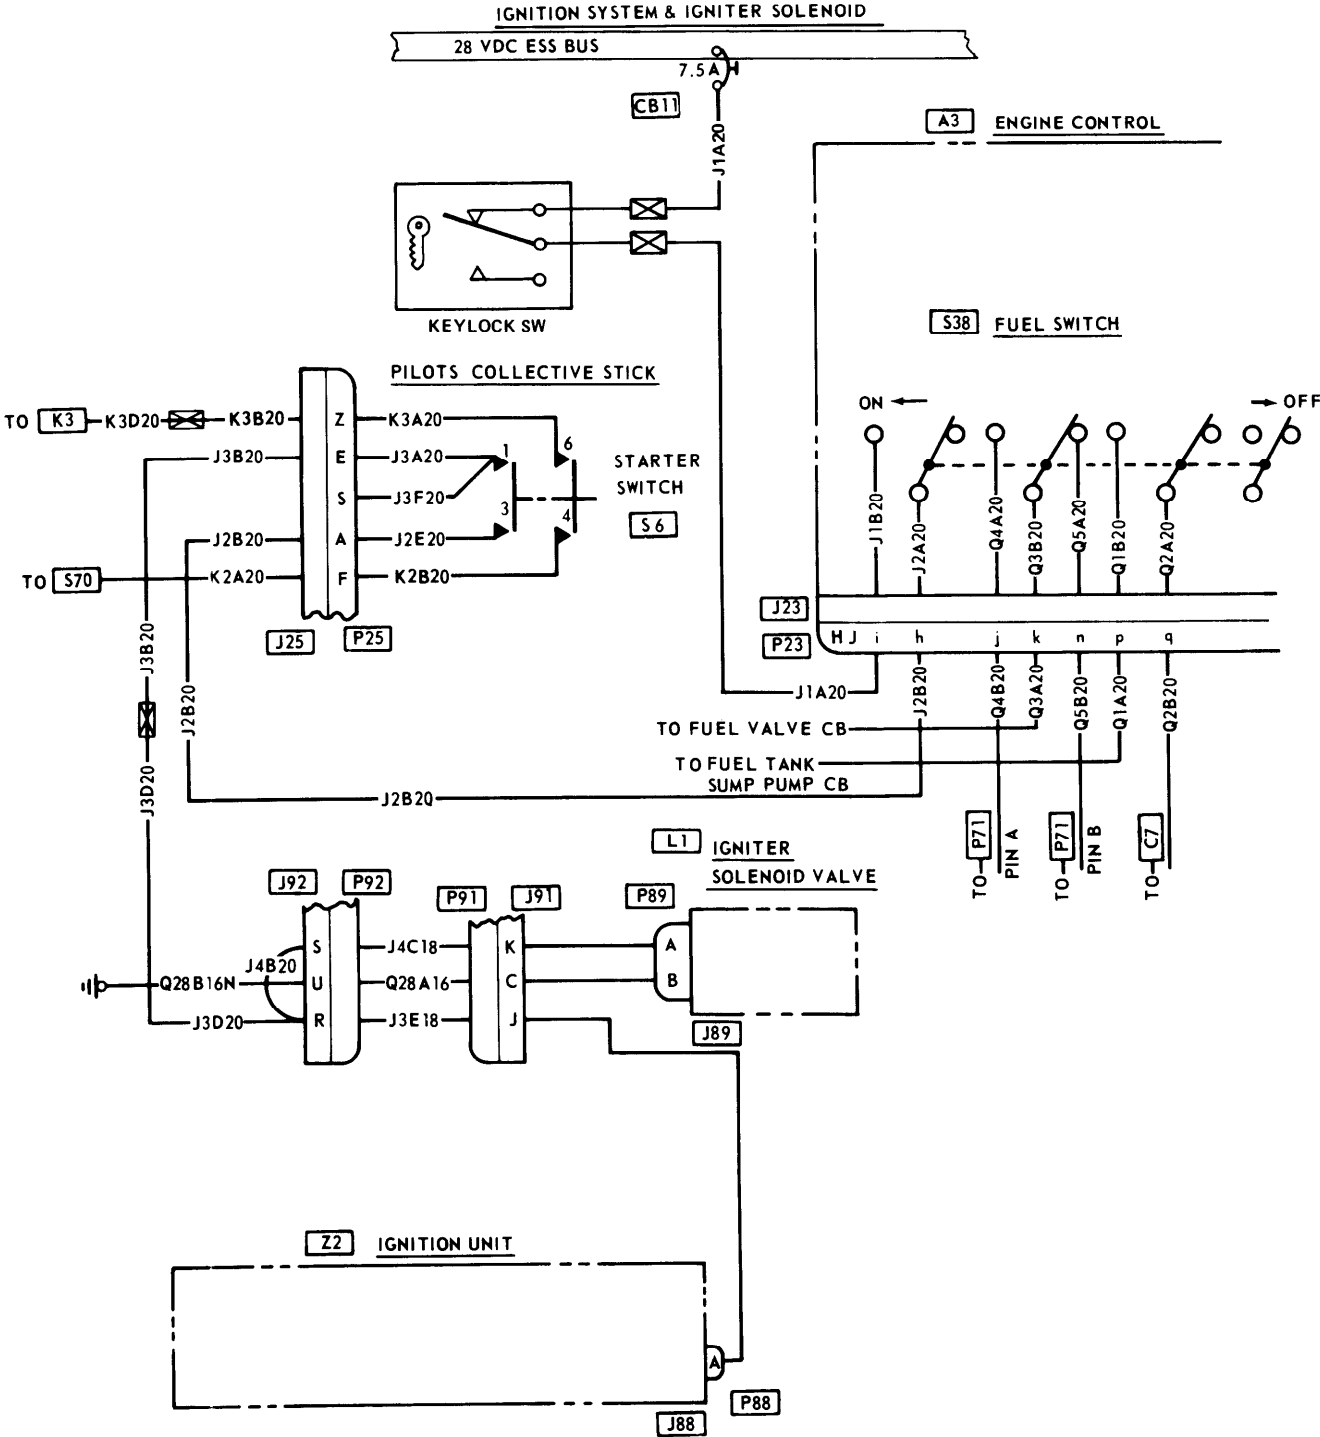 IGNITION SYSTEM & IGNITER SOLENOID
28 VDC ESS BUS
7.5 A
CB11
J1A20
A3 ENGINE CONTROL
KEYLOCK SW
S38 FUEL SWITCH
PILOTS COLLECTIVE STICK
ON OFF
TO K3 K3D20 K3B20 Z K3A20 6
J3B20 E J3A20 1
STARTER
SWITCH
S J3F20
3 4
S6
J2B20 A J2E20
TO S70 K2A20 F K2B20
J1B20 J2A20 Q4A20 Q3B20 Q5A20 Q1B20 Q2A20
J25 P25
J23
P23 H J i h j k n p q
J3B20
J2B20
J1A20
J2B20 Q4B20 Q3A20 Q5B20 Q1A20 Q2B20
TO FUEL VALVE CB
TO FUEL TANK
SUMP PUMP CB
J3D20
J2B20
TO P71 PIN A
TO P71 PIN B
TO C7
L1 IGNITER
SOLENOID VALVE
J92 P92 P91 J91 P89
S J4C18 K A
J4B20
Q28B16N U Q28A16 C B
J3D20 R J3E18 J
J89
Z2 IGNITION UNIT
A
P88
J88